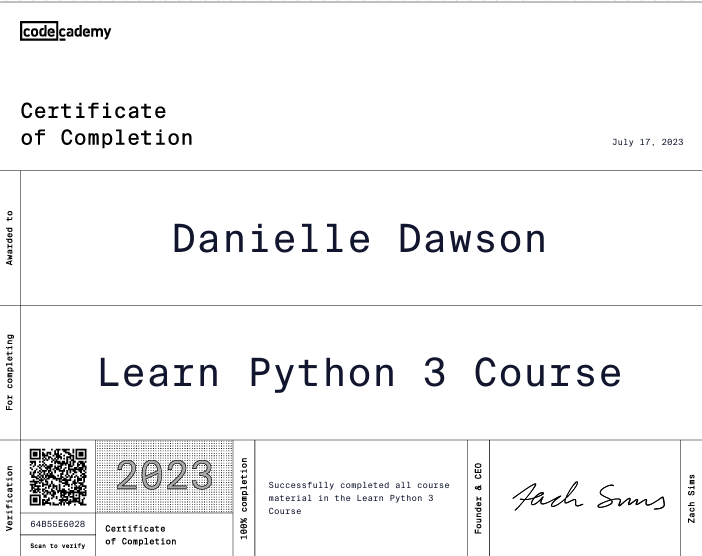 codecademy
Certificate
of Completion
July 17, 2023
Awarded to
Danielle Dawson
For completing
Learn Python 3 Course
Verification
64B55E6028
Scan to verify
2023
Certificate
of Completion
100% completion
Successfully completed all course
material in the Learn Python 3
Course
Founder & CEO
Zach Sims
Zach Sims